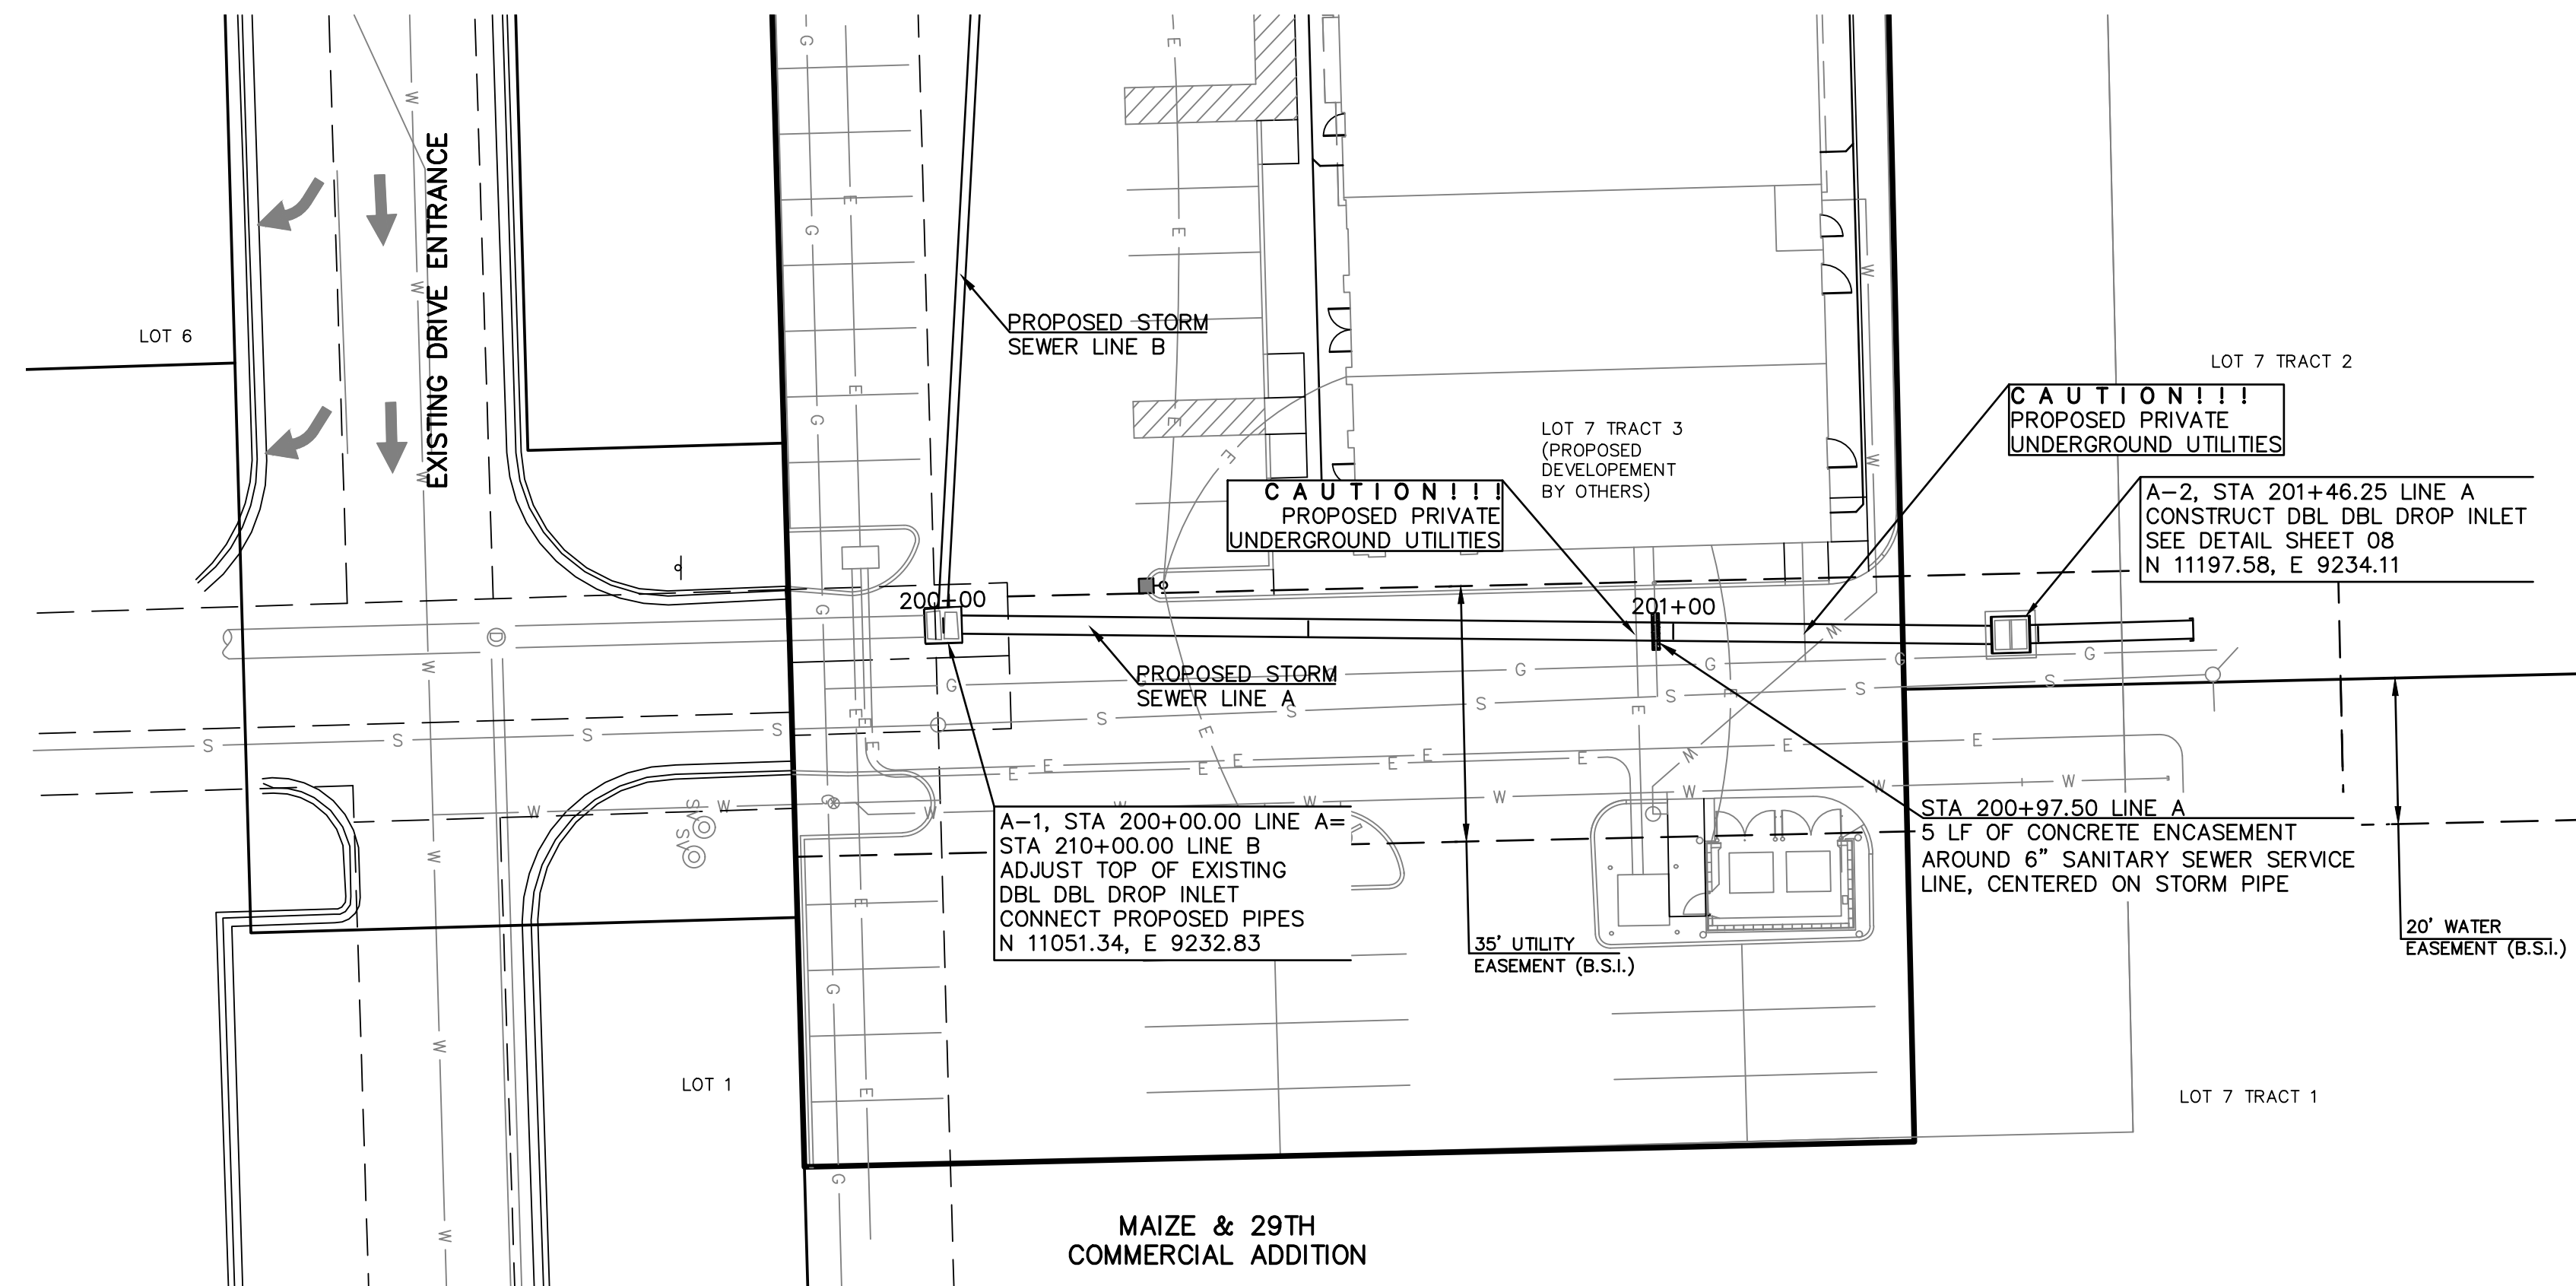 EXISTING DRIVE ENTRANCE
LOT 6
PROPOSED STORM
SEWER LINE B
LOT 7 TRACT 2
C A U T I O N ! ! !
PROPOSED PRIVATE
UNDERGROUND UTILITIES
LOT 7 TRACT 3
(PROPOSED
DEVELOPEMENT
BY OTHERS)
C A U T I O N ! ! !
PROPOSED PRIVATE
UNDERGROUND UTILITIES
A-2, STA 201+46.25 LINE A
CONSTRUCT DBL DBL DROP INLET
SEE DETAIL SHEET 08
N 11197.58, E 9234.11
200+00
201+00
PROPOSED STORM
SEWER LINE A
A-1, STA 200+00.00 LINE A=
STA 210+00.00 LINE B
ADJUST TOP OF EXISTING
DBL DBL DROP INLET
CONNECT PROPOSED PIPES
N 11051.34, E 9232.83
STA 200+97.50 LINE A
5 LF OF CONCRETE ENCASEMENT
AROUND 6" SANITARY SEWER SERVICE
LINE, CENTERED ON STORM PIPE
SV
SV
35' UTILITY
EASEMENT (B.S.I.)
20' WATER
EASEMENT (B.S.I.)
LOT 1
LOT 7 TRACT 1
MAIZE & 29TH
COMMERCIAL ADDITION